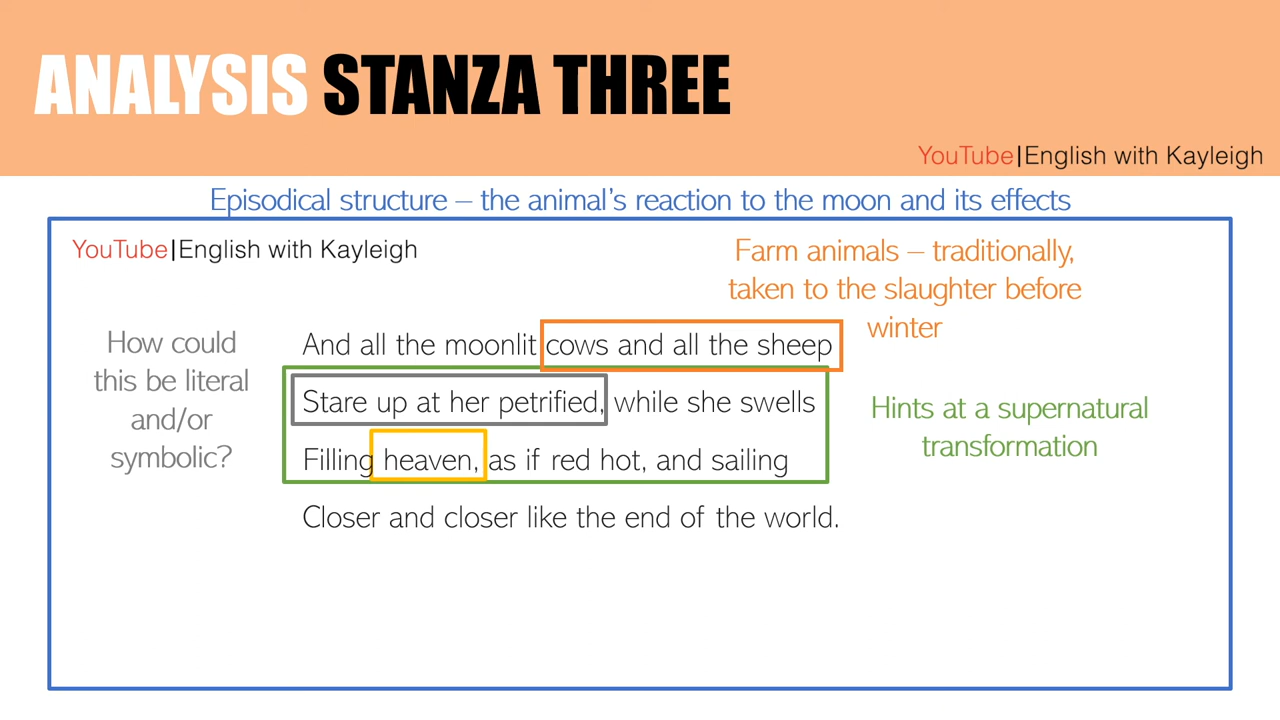 ANALYSIS STANZA THREE
YouTube|English with Kayleigh
Episodical structure – the animal's reaction to the moon and its effects
YouTube|English with Kayleigh
Farm animals – traditionally,
taken to the slaughter before
winter
How could
this be literal
and/or
symbolic?
And all the moonlit cows and all the sheep
Stare up at her petrified, while she swells
Filling heaven, as if red hot, and sailing
Closer and closer like the end of the world.
Hints at a supernatural
transformation